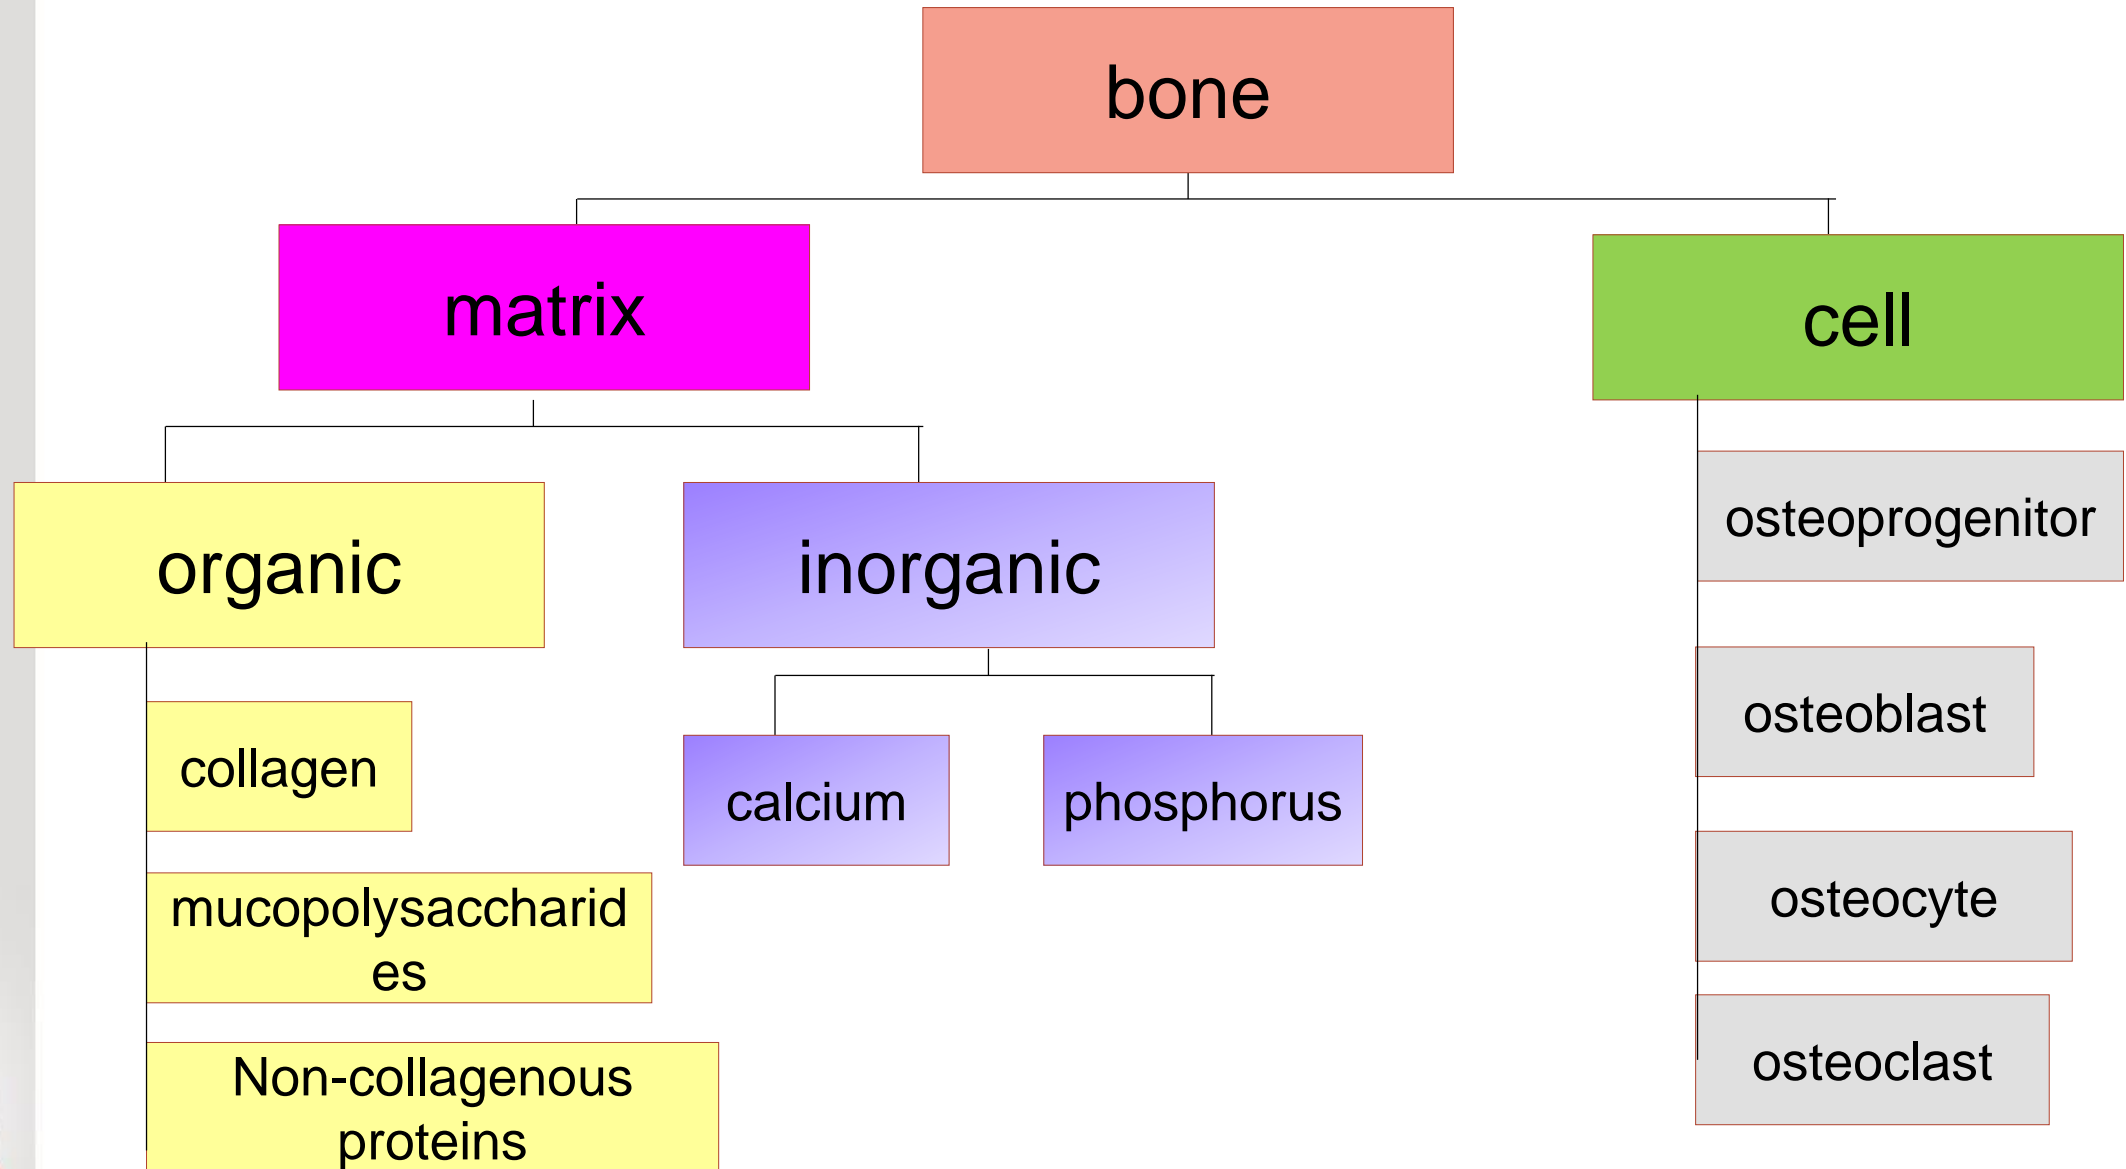 bone
matrix
cell
organic
inorganic
osteoprogenitor
osteoblast
collagen
calcium
phosphorus
mucopolysaccharid
es
osteocyte
Non-collagenous
proteins
osteoclast